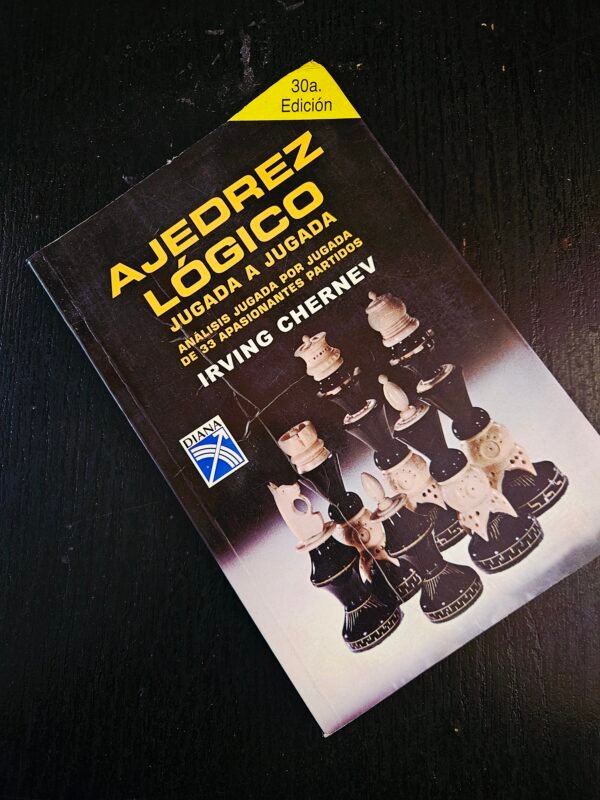 30a.
Edición
AJEDREZ
LÓGICO
JUGADA A JUGADA
ANÁLISIS JUGADA POR JUGADA
DE 33 APASIONANTES PARTIDOS
IRVING CHERNEV
DIANA